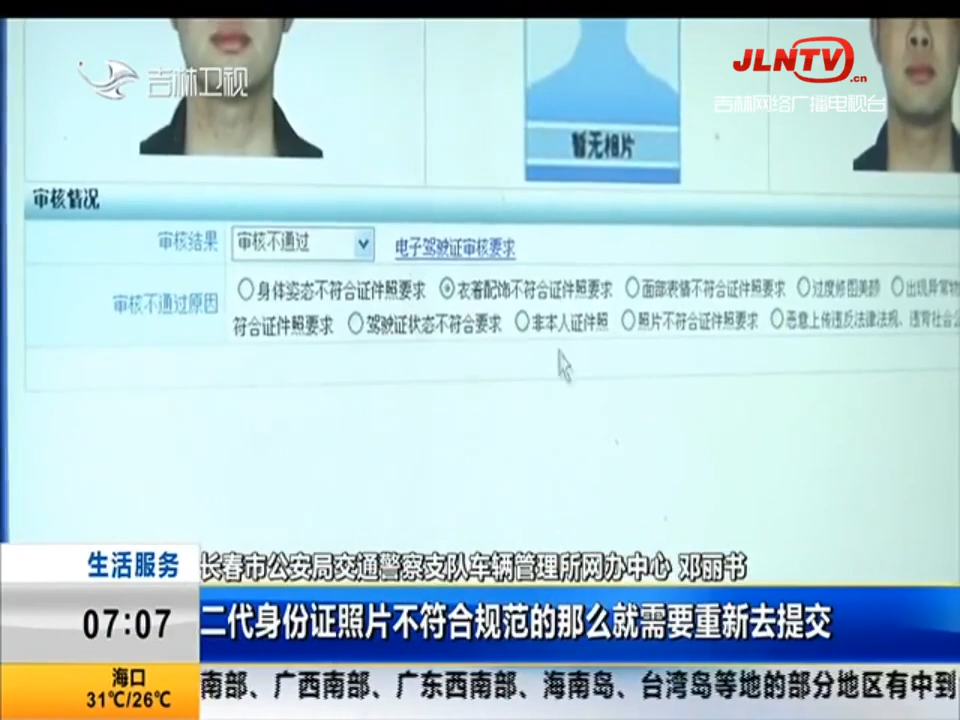 吉林卫视
JLNTV.cn
吉林网络广播电视台
暂无相片
审核情况
审核结果 审核不通过 电子驾驶证审核要求
审核不通过原因
身体姿态不符合证件照要求 衣著配饰不符合证件照要求 面部表情不符合证件照要求 过度修图美颜 出现异常物
符合证件照要求 驾驶证状态不符合要求 非本人证件照 照片不符合证件照要求 恶意上传违反法律法规、违背社会公
生活服务
长春市公安局交通警察支队车辆管理所网办中心 邓丽书
07:07
二代身份证照片不符合规范的那么就需要重新去提交
海口
31℃/26℃
南部、广西南部、广东西南部、海南岛、台湾岛等地的部分地区有中到